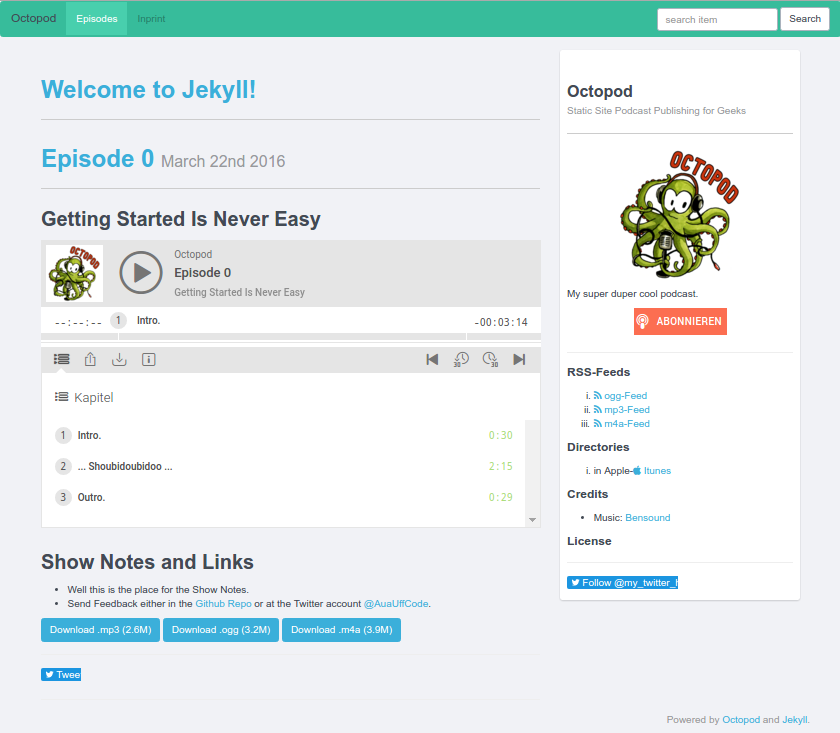 Octopod Episodes Inprint search item Search
Welcome to Jekyll!
Episode 0 March 22nd 2016
Getting Started Is Never Easy
OCTOPOD
Octopod
Episode 0
Getting Started Is Never Easy
--:--:-- 1 Intro. -00:03:14
30 30
Kapitel
1 Intro. 0:30
2 ... Shoubidoubidoo ... 2:15
3 Outro. 0:29
Show Notes and Links
Well this is the place for the Show Notes.
Send Feedback either in the Github Repo or at the Twitter account @AuaUffCode.
Download .mp3 (2.6M) Download .ogg (3.2M) Download .m4a (3.9M)
Twee
Octopod
Static Site Podcast Publishing for Geeks
OCTOPOD
My super duper cool podcast.
ABONNIEREN
RSS-Feeds
i. ogg-Feed
ii. mp3-Feed
iii. m4a-Feed
Directories
i. in Apple- Itunes
Credits
Music: Bensound
License
Follow @my_twitter_h
Powered by Octopod and Jekyll.